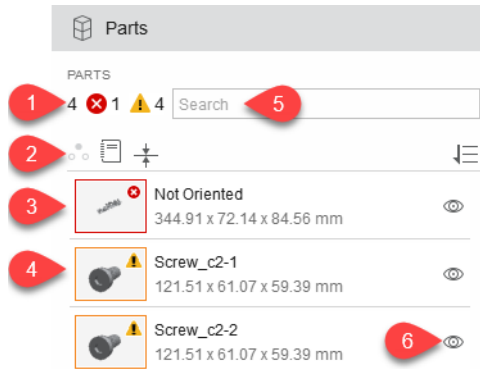 Parts
PARTS
1 4 1 4 Search 5
2
3 Not Oriented
344.91 x 72.14 x 84.56 mm
4 Screw_c2-1
121.51 x 61.07 x 59.39 mm
Screw_c2-2
121.51 x 61.07 x 59.39 mm 6